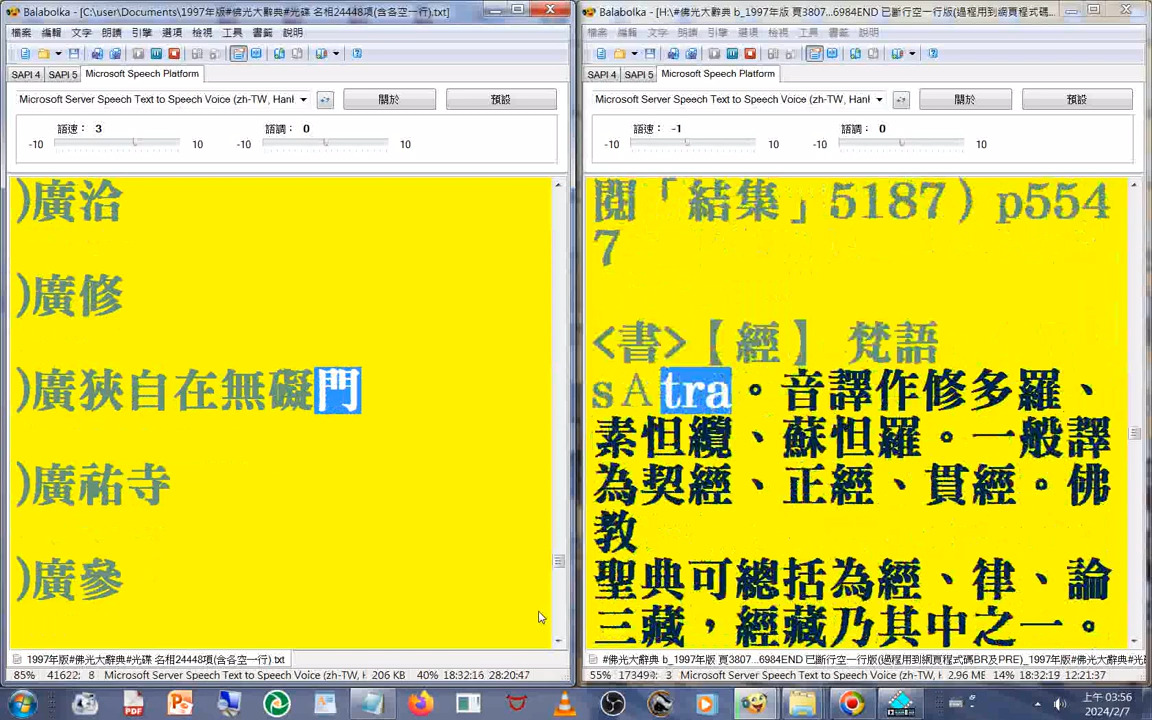 Balabolka - [C:\user\Documents\1997年版#佛光大辭典#光碟 名相24448項(含各空一行).txt]
檔案 編輯 文字 朗讀 引擎 選項 檢視 工具 書籤 說明
SAPI 4 SAPI 5 Microsoft Speech Platform
Microsoft Server Speech Text to Speech Voice (zh-TW, Hanl
關於 預設
語速: 3 語調: 0
-10 10 -10 10
)廣洽
)廣修
)廣狹自在無礙門
)廣祐寺
)廣參
1997年版#佛光大辭典#光碟 名相24448項(含各空一行).txt
85% 41622: 8 Microsoft Server Speech Text to Speech Voice (zh-TW, H 40% 18:32:16 28:20:47
Balabolka - [H:\#佛光大辭典 b_1997年版 頁3807...6984END 已斷行空一行版(過程用到網頁程式碼...
檔案 編輯 文字 朗讀 引擎 選項 檢視 工具 書籤 說明
SAPI 4 SAPI 5 Microsoft Speech Platform
Microsoft Server Speech Text to Speech Voice (zh-TW, Hanl
關於 預設
語速: -1 語調: 0
-10 10 -10 10
閱「結集」5187）p554
7
<書>【經】 梵語
sＡtra。音譯作修多羅、
素怛纜、蘇怛羅。一般譯
為契經、正經、貫經。佛
教
聖典可總括為經、律、論
三藏，經藏乃其中之一。
#佛光大辭典 b_1997年版 頁3807...6984END 已斷行空一行版(過程用到網頁程式碼BR及PRE)_1997年版#光
55% 173494: Microsoft Server Speech Text to Speech Voice (zh-TW, H 2.96 ME 14% 18:32:19 12:21:37
上午 03:56
2024/2/7